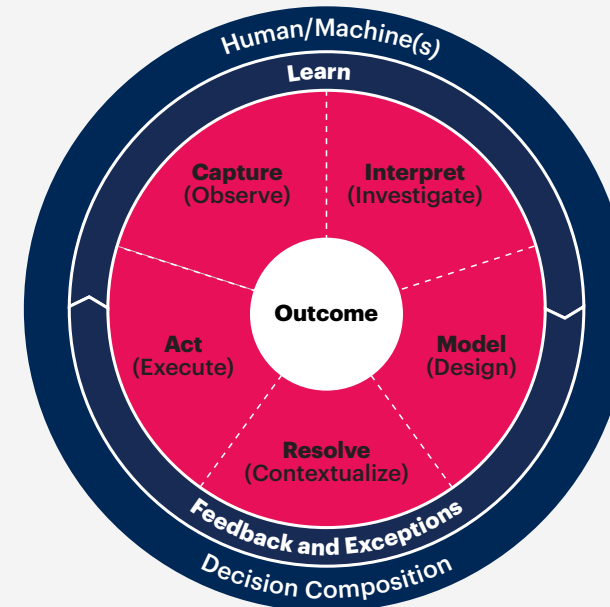 Human/Machine(s)
Learn
Capture
(Observe)
Interpret
(Investigate)
Outcome
Act
(Execute)
Model
(Design)
Resolve
(Contextualize)
Feedback and Exceptions
Decision Composition